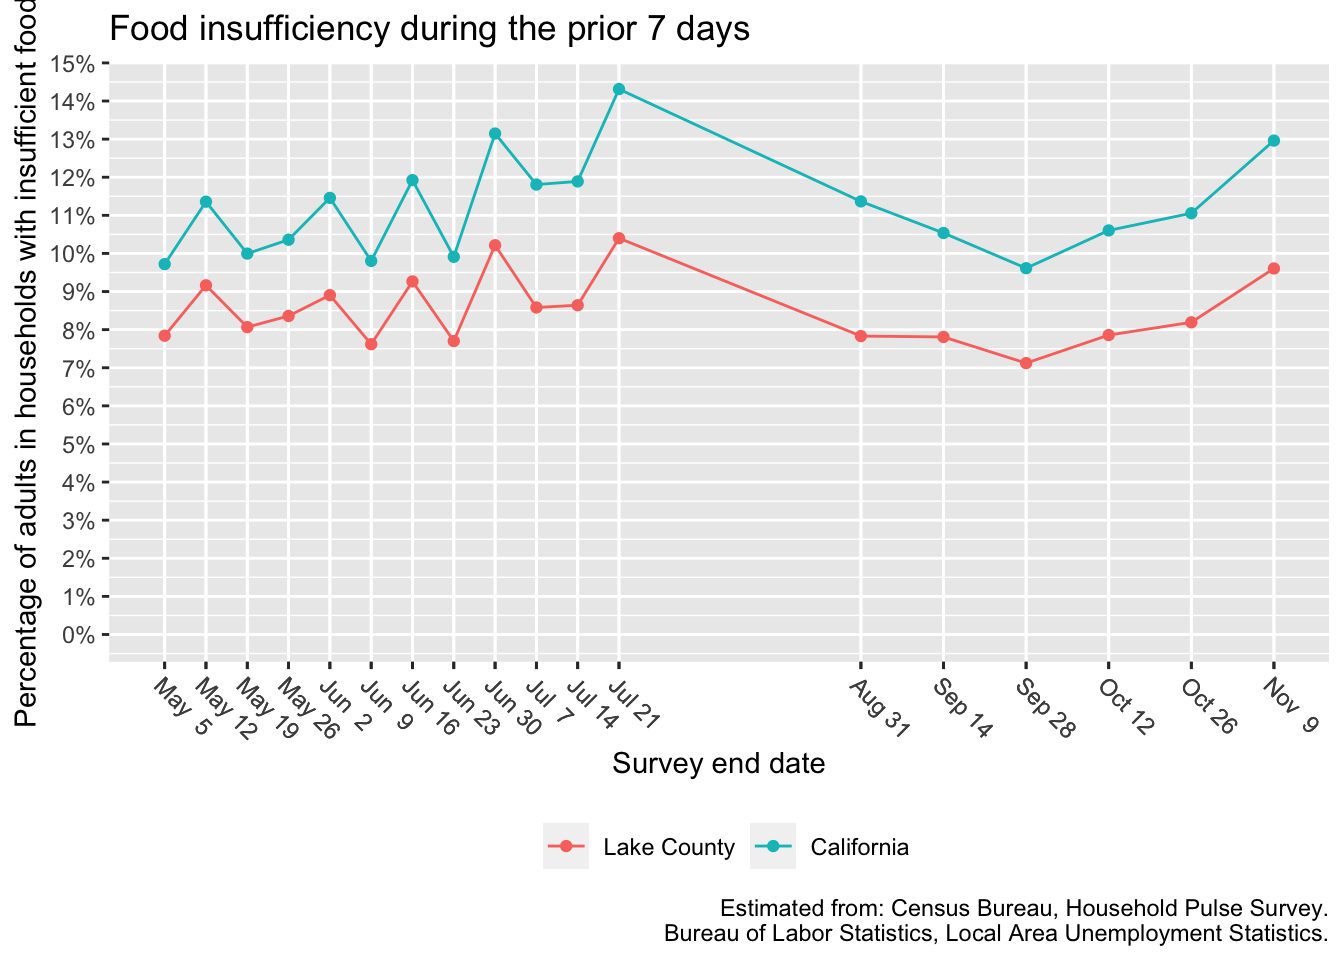 Food insufficiency during the prior 7 days
Percentage of adults in households with insufficient food
15%
14%
13%
12%
11%
10%
9%
8%
7%
6%
5%
4%
3%
2%
1%
0%
May 5
May 12
May 19
May 26
Jun 2
Jun 9
Jun 16
Jun 23
Jun 30
Jul 7
Jul 14
Jul 21
Aug 31
Sep 14
Sep 28
Oct 12
Oct 26
Nov 9
Survey end date
Lake County
California
Estimated from: Census Bureau, Household Pulse Survey.
Bureau of Labor Statistics, Local Area Unemployment Statistics.